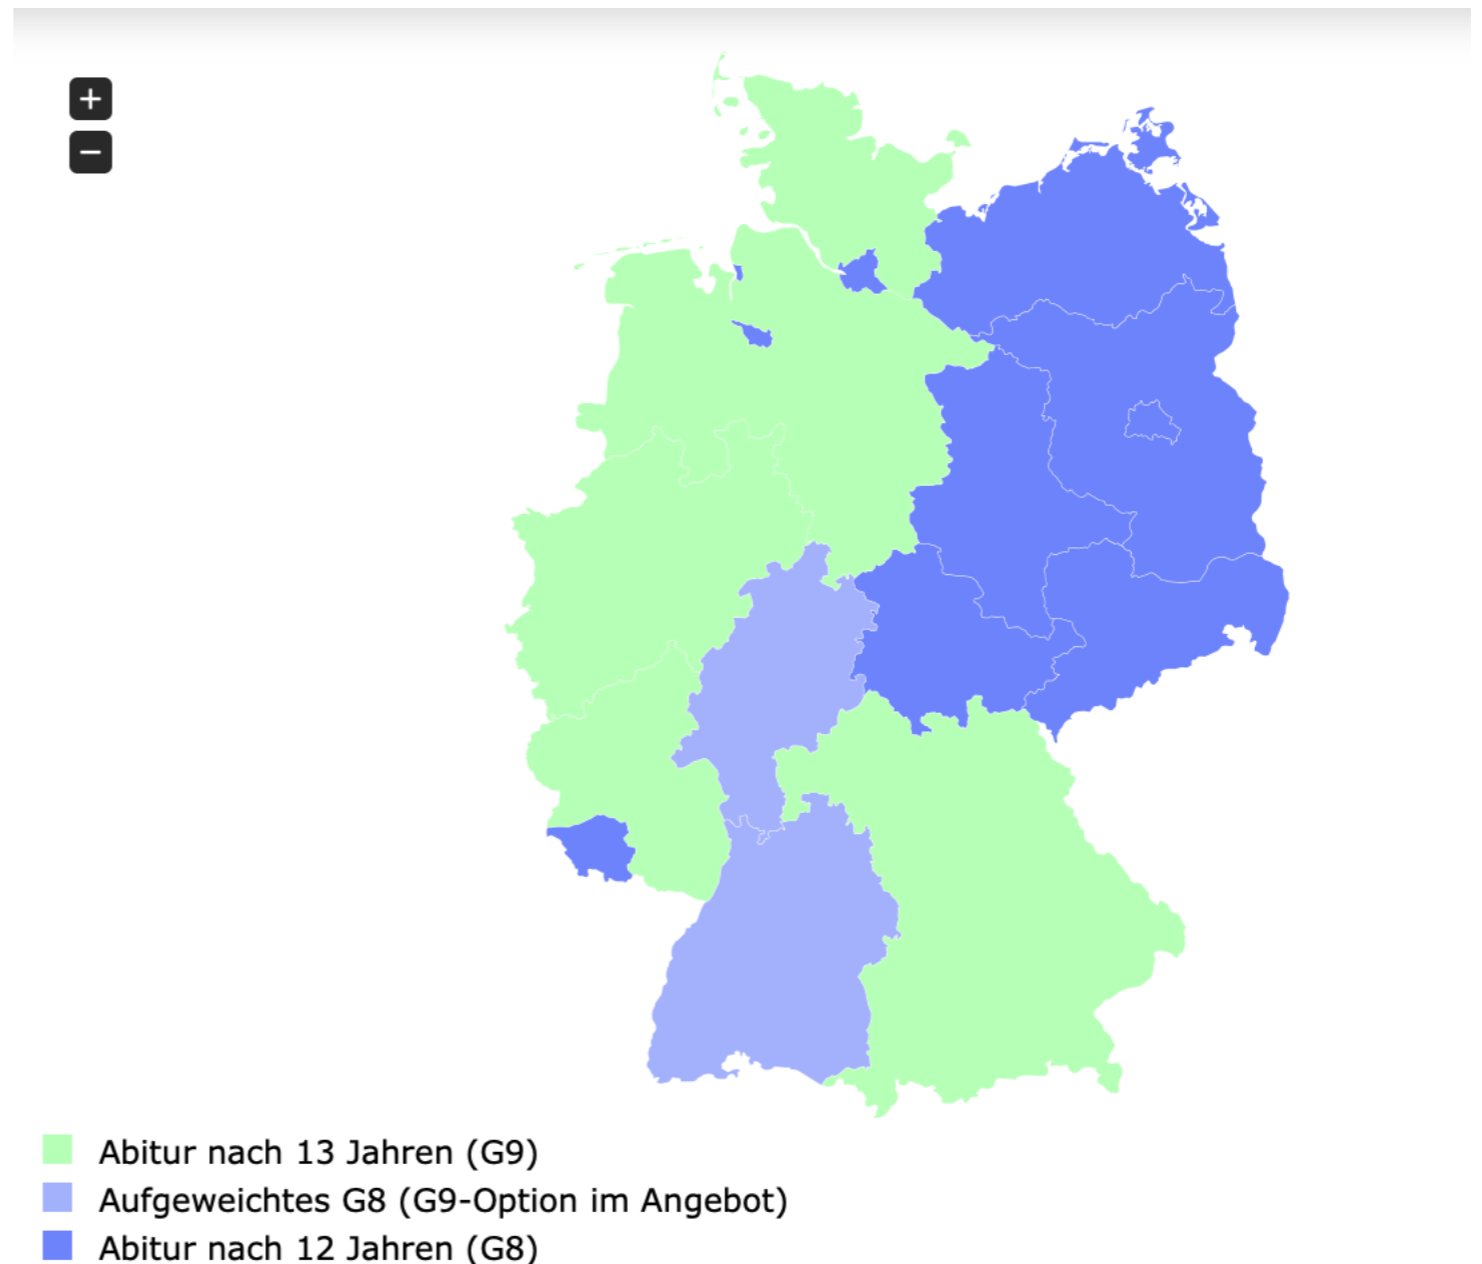 +
−
Abitur nach 13 Jahren (G9)
Aufgeweichtes G8 (G9-Option im Angebot)
Abitur nach 12 Jahren (G8)